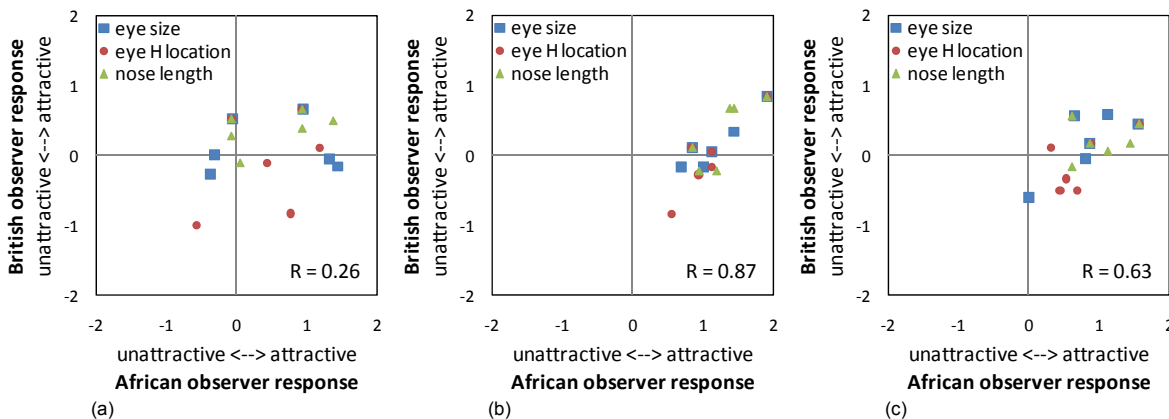 2
1
0
-1
-2
-2 -1 0 1 2
British observer response
unattractive <--> attractive
eye size
eye H location
nose length
R = 0.26
unattractive <--> attractive
African observer response
(a)
2
1
0
-1
-2
-2 -1 0 1 2
British observer response
unattractive <--> attractive
eye size
eye H location
nose length
R = 0.87
unattractive <--> attractive
African observer response
(b)
2
1
0
-1
-2
-2 -1 0 1 2
British observer response
unattractive <--> attractive
eye size
eye H location
nose length
R = 0.63
unattractive <--> attractive
African observer response
(c)